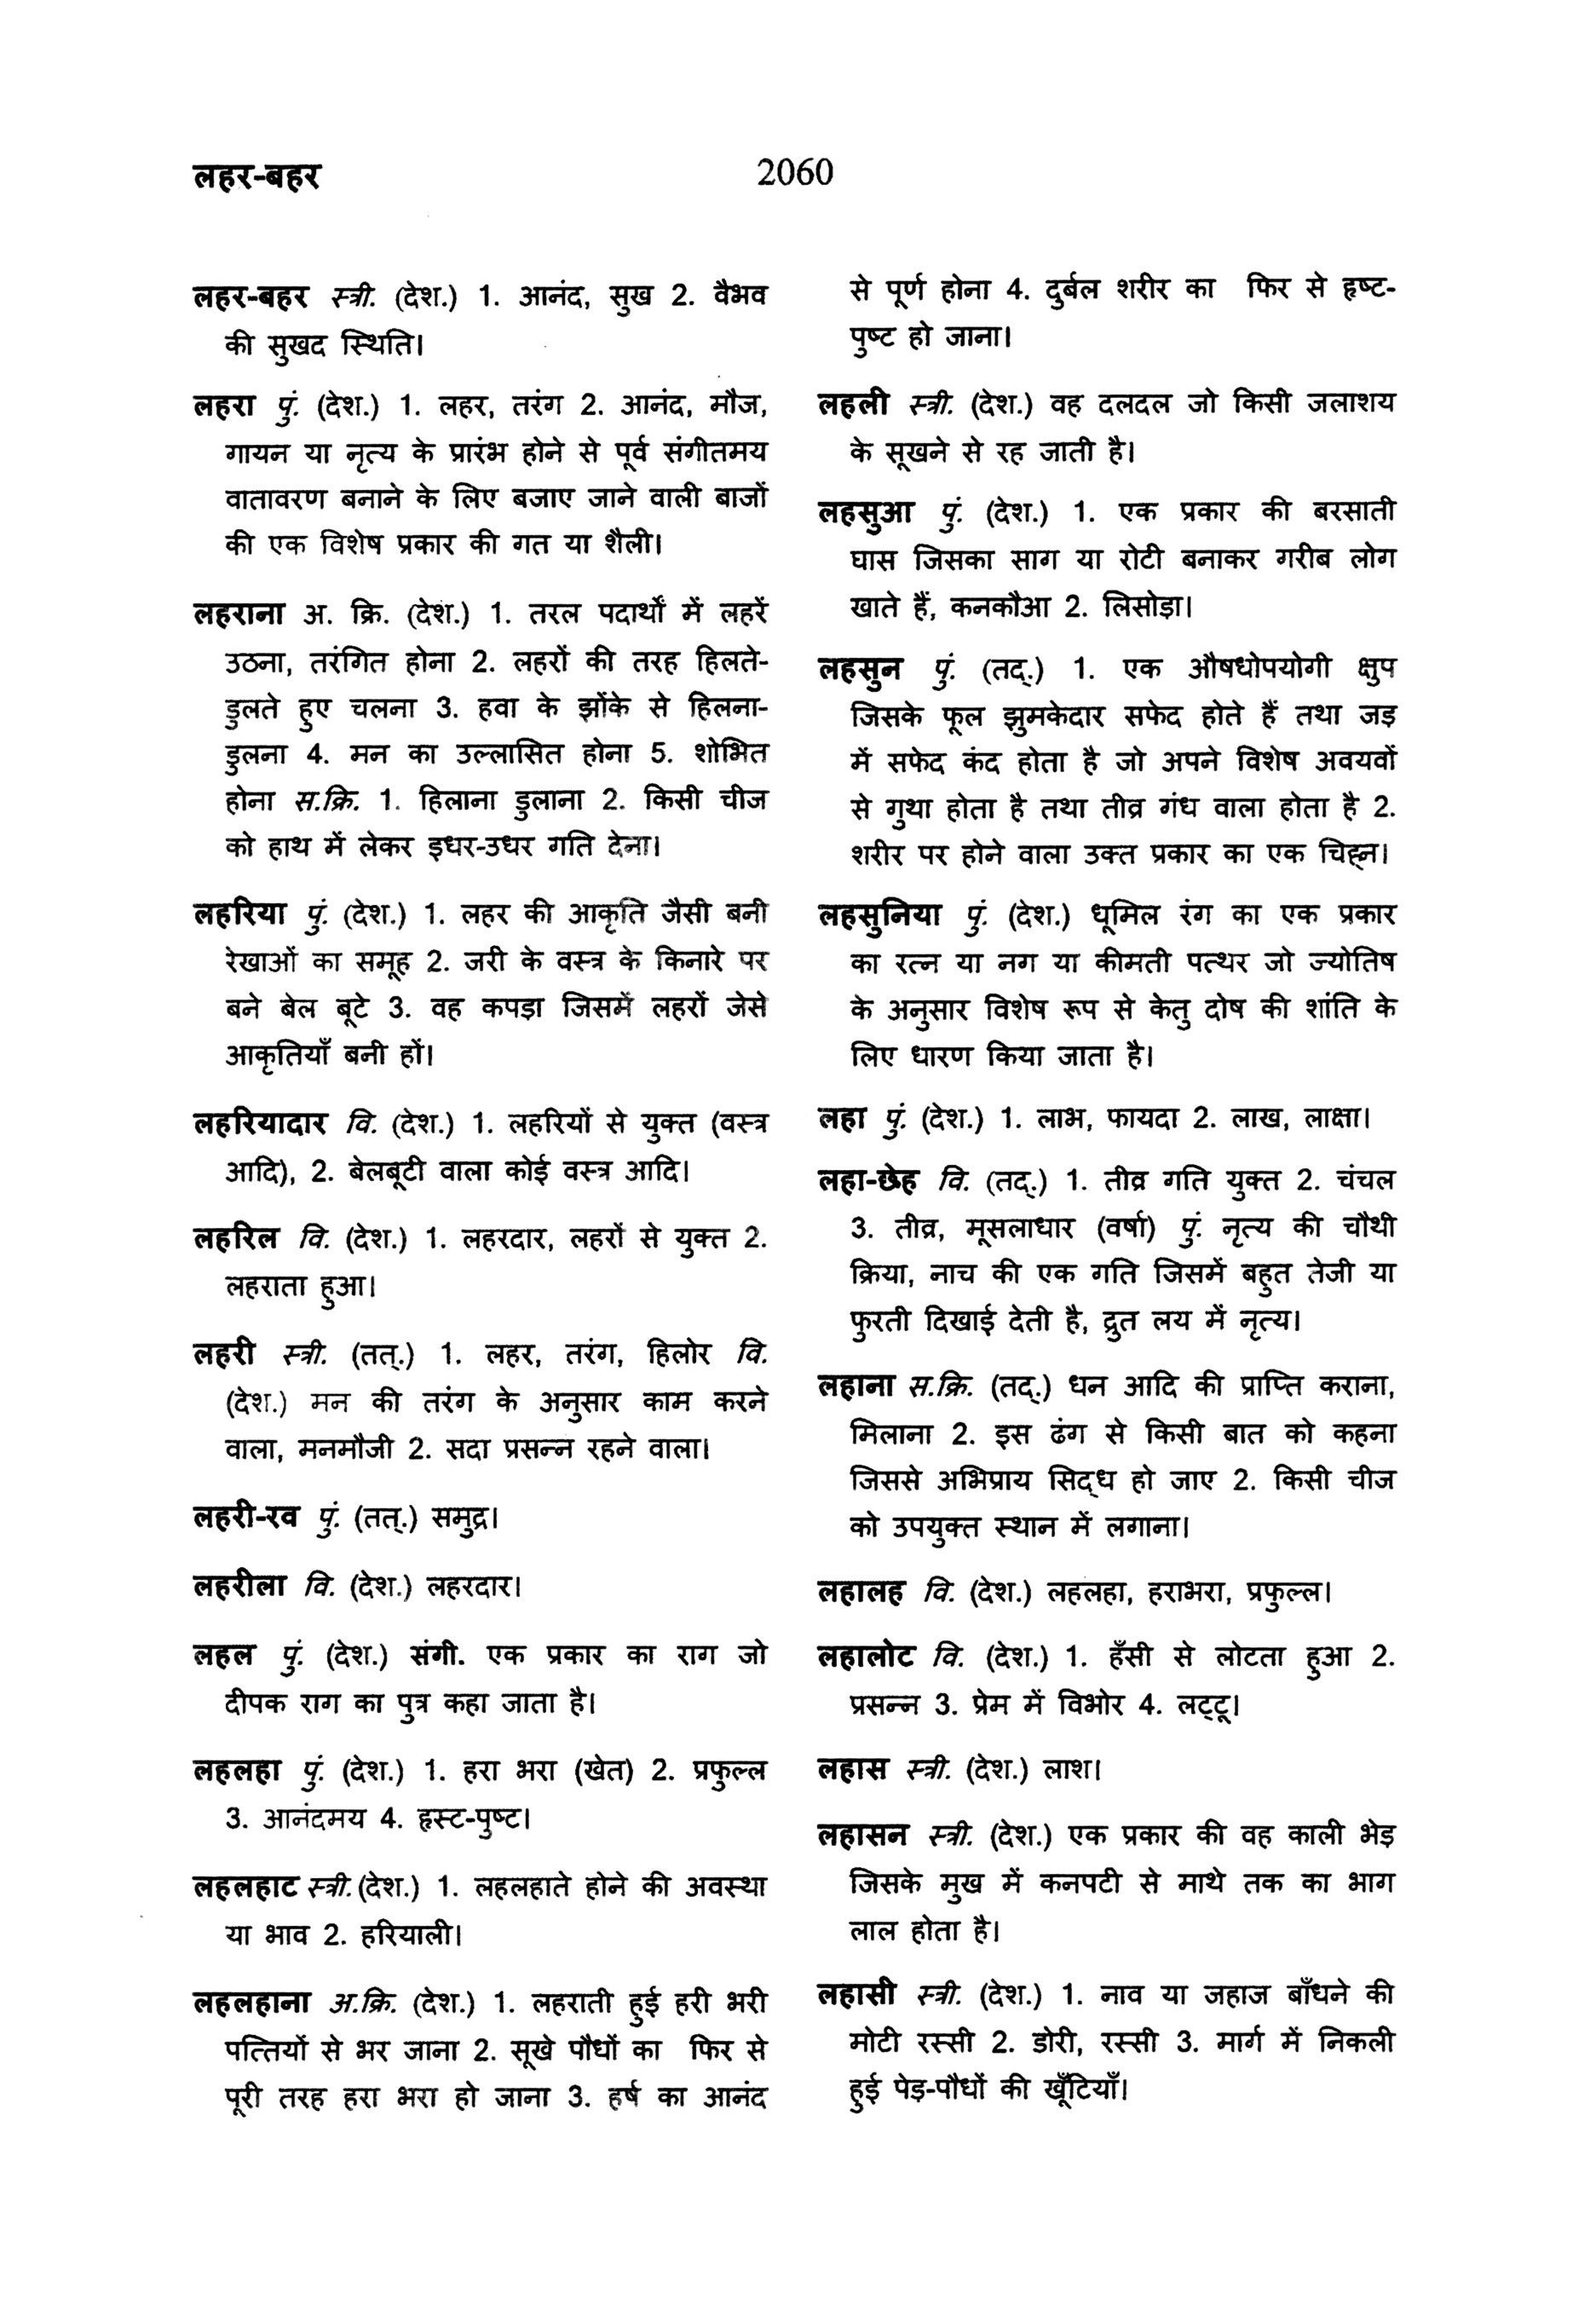 लहर-बहर
2060
लहर-बहर स्त्री. (देश.) 1. आनंद, सुख 2. वैभव
की सुखद स्थिति।
लहरा पुं. (देश.) 1. लहर, तरंग 2. आनंद, मौज,
गायन या नृत्य के प्रारंभ होने से पूर्व संगीतमय
वातावरण बनाने के लिए बजाए जाने वाली बाजों
की एक विशेष प्रकार की गत या शैली।
लहराना अ. क्रि. (देश.) 1. तरल पदार्थों में लहरें
उठना, तरंगित होना 2. लहरों की तरह हिलते-
डुलते हुए चलना 3. हवा के झोंके से हिलना-
डुलना 4. मन का उल्लासित होना 5. शोभित
होना स.क्रि. 1. हिलाना डुलाना 2. किसी चीज
को हाथ में लेकर इधर-उधर गति देना।
लहरिया पुं. (देश.) 1. लहर की आकृति जैसी बनी
रेखाओं का समूह 2. जरी के वस्त्र के किनारे पर
बने बेल बूटे 3. वह कपड़ा जिसमें लहरों जेसे
आकृतियाँ बनी हों।
लहरियादार वि. (देश.) 1. लहरियों से युक्त (वस्त्र
आदि), 2. बेलबूटी वाला कोई वस्त्र आदि।
लहरिल वि. (देश.) 1. लहरदार, लहरों से युक्त 2.
लहराता हुआ।
लहरी स्त्री. (तत्.) 1. लहर, तरंग, हिलोर वि.
(देश.) मन की तरंग के अनुसार काम करने
वाला, मनमौजी 2. सदा प्रसन्न रहने वाला।
लहरी-रव पुं. (तत्.) समुद्र।
लहरीला वि. (देश.) लहरदार।
लहल पुं. (देश.) संगी. एक प्रकार का राग जो
दीपक राग का पुत्र कहा जाता है।
लहलहा पुं. (देश.) 1. हरा भरा (खेत) 2. प्रफुल्ल
3. आनंदमय 4. हृस्ट-पुष्ट।
लहलहाट स्त्री. (देश.) 1. लहलहाते होने की अवस्था
या भाव 2. हरियाली।
लहलहाना अ.क्रि. (देश.) 1. लहराती हुई हरी भरी
पत्तियों से भर जाना 2. सूखे पौधों का फिर से
पूरी तरह हरा भरा हो जाना 3. हर्ष का आनंद
से पूर्ण होना 4. दुर्बल शरीर का फिर से हृष्ट-
पुष्ट हो जाना।
लहली स्त्री. (देश.) वह दलदल जो किसी जलाशय
के सूखने से रह जाती है।
लहसुआ पुं. (देश.) 1. एक प्रकार की बरसाती
घास जिसका साग या रोटी बनाकर गरीब लोग
खाते हैं, कनकौआ 2. लिसोड़ा।
लहसुन पुं. (तद्.) 1. एक औषधोपयोगी क्षुप
जिसके फूल झुमकेदार सफेद होते हैं तथा जड़
में सफेद कंद होता है जो अपने विशेष अवयवों
से गुथा होता है तथा तीव्र गंध वाला होता है 2.
शरीर पर होने वाला उक्त प्रकार का एक चिह्न।
लहसुनिया पुं. (देश.) धूमिल रंग का एक प्रकार
का रत्न या नग या कीमती पत्थर जो ज्योतिष
के अनुसार विशेष रूप से केतु दोष की शांति के
लिए धारण किया जाता है।
लहा पुं. (देश.) 1. लाभ, फायदा 2. लाख, लाक्षा।
लहा-छेह वि. (तद्.) 1. तीव्र गति युक्त 2. चंचल
3. तीव्र, मूसलाधार (वर्षा) पुं. नृत्य की चौथी
क्रिया, नाच की एक गति जिसमें बहुत तेजी या
फुरती दिखाई देती है, द्रुत लय में नृत्य।
लहाना स.क्रि. (तद्.) धन आदि की प्राप्ति कराना,
मिलाना 2. इस ढंग से किसी बात को कहना
जिससे अभिप्राय सिद्ध हो जाए 2. किसी चीज
को उपयुक्त स्थान में लगाना।
लहालह वि. (देश.) लहलहा, हराभरा, प्रफुल्ल।
लहालोट वि. (देश.) 1. हँसी से लोटता हुआ 2.
प्रसन्न 3. प्रेम में विभोर 4. लट्टू।
लहास स्त्री. (देश.) लाश।
लहासन स्त्री. (देश.) एक प्रकार की वह काली भेड़
जिसके मुख में कनपटी से माथे तक का भाग
लाल होता है।
लहासी स्त्री. (देश.) 1. नाव या जहाज बाँधने की
मोटी रस्सी 2. डोरी, रस्सी 3. मार्ग में निकली
हुई पेड़-पौधों की खूँटियाँ।